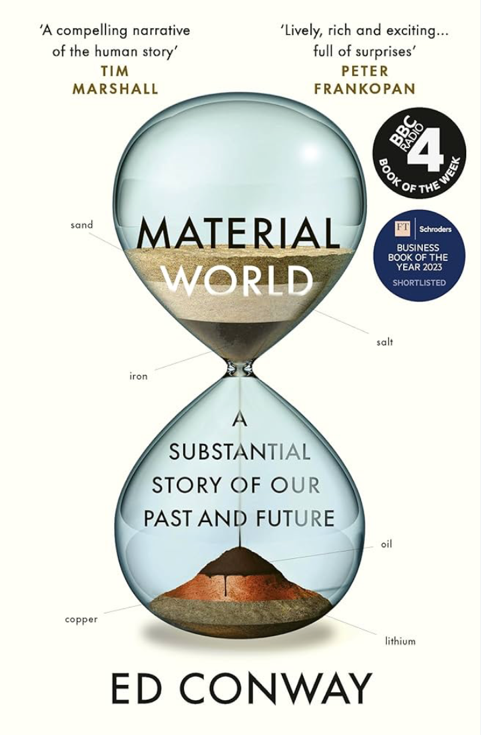 ‘A compelling narrative
of the human story’
TIM
MARSHALL
‘Lively, rich and exciting...
full of surprises’
PETER
FRANKOPAN
BBC
RADIO
4
BOOK OF THE WEEK
FT Schroders
BUSINESS
BOOK OF THE
YEAR 2023
SHORTLISTED
sand
MATERIAL
WORLD
salt
iron
A
SUBSTANTIAL
STORY OF OUR
PAST AND FUTURE
oil
copper
lithium
ED CONWAY